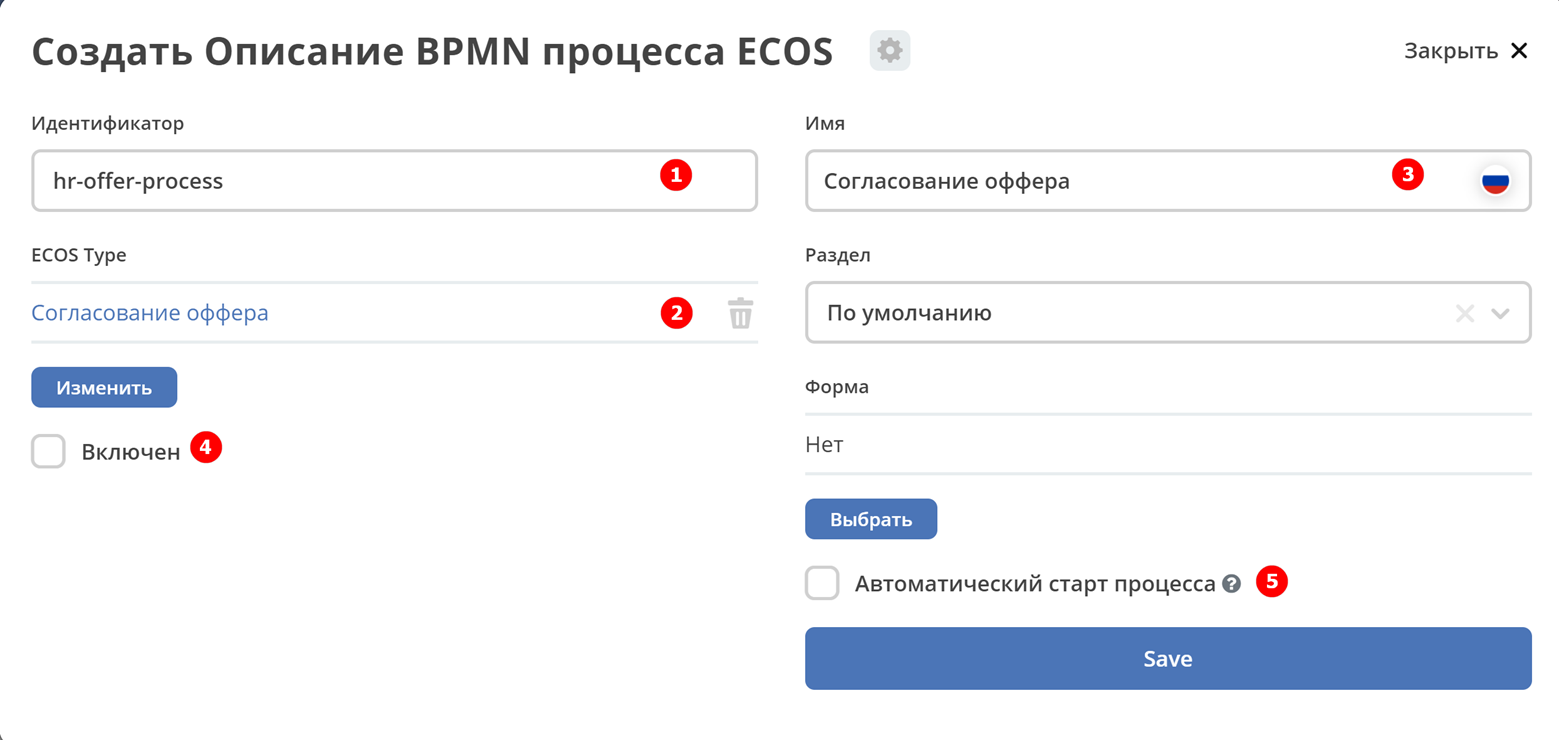 Создать Описание BPMN процесса ECOS
Закрыть
Идентификатор
hr-offer-process
1
ECOS Type
Согласование оффера
2
Изменить
Включен
4
Имя
Согласование оффера
3
Раздел
По умолчанию
Форма
Нет
Выбрать
Автоматический старт процесса ?
5
Save